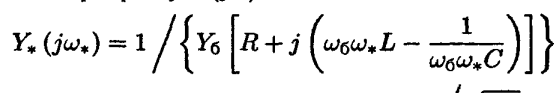 Y_* (jω_*) = 1 / { Y_б [ R + j ( ω_б ω_* L − 1/(ω_б ω_* C) ) ] }